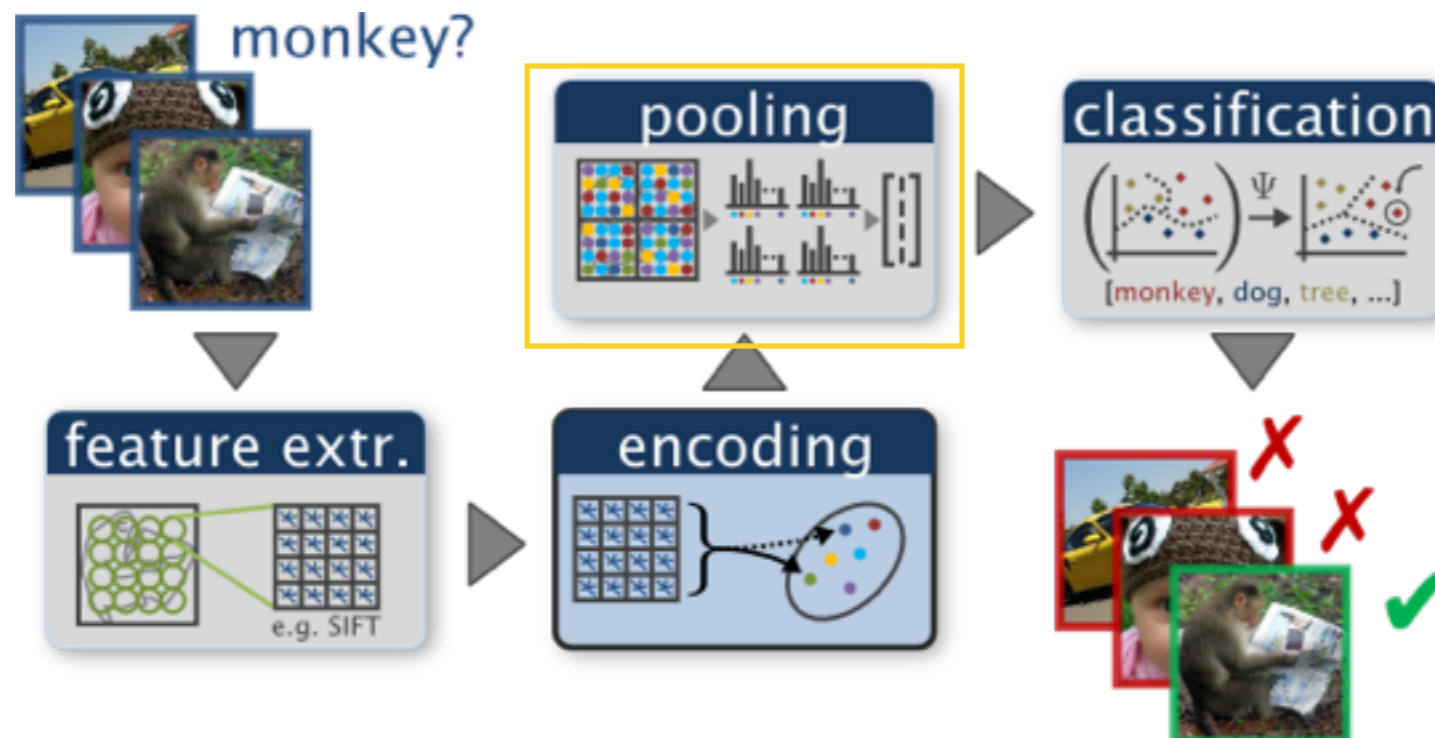 monkey?
pooling
classification
Ψ
[monkey, dog, tree, ...]
feature extr.
e.g. SIFT
encoding